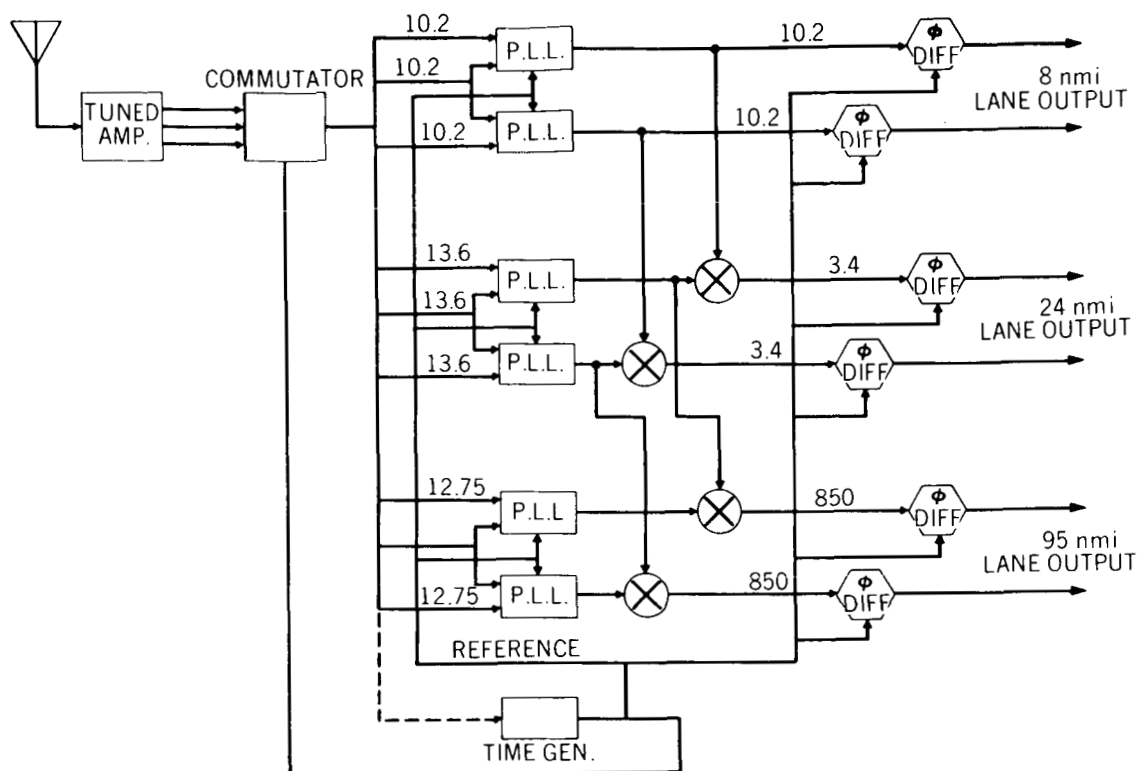 10.2
P.L.L.
10.2
φ
DIFF
COMMUTATOR
10.2
8 nmi
LANE OUTPUT
TUNED
AMP.
10.2
P.L.L.
10.2
φ
DIFF
13.6
P.L.L.
3.4
φ
DIFF
13.6
24 nmi
LANE OUTPUT
13.6
P.L.L.
3.4
φ
DIFF
12.75
P.L.L
850
φ
DIFF
95 nmi
LANE OUTPUT
12.75
P.L.L.
850
φ
DIFF
REFERENCE
TIME GEN.